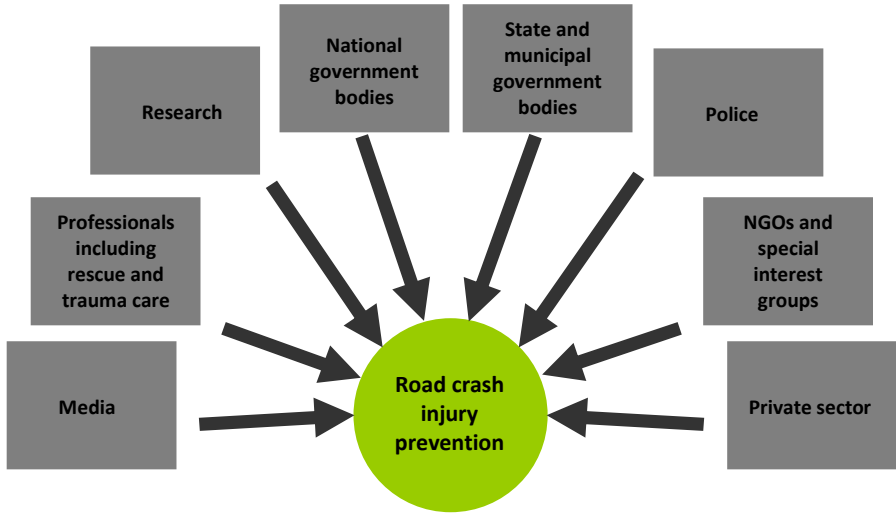 National
government
bodies
State and
municipal
government
bodies
Research
Police
Professionals
including
rescue and
trauma care
NGOs and
special
interest
groups
Media
Road crash
injury
prevention
Private sector